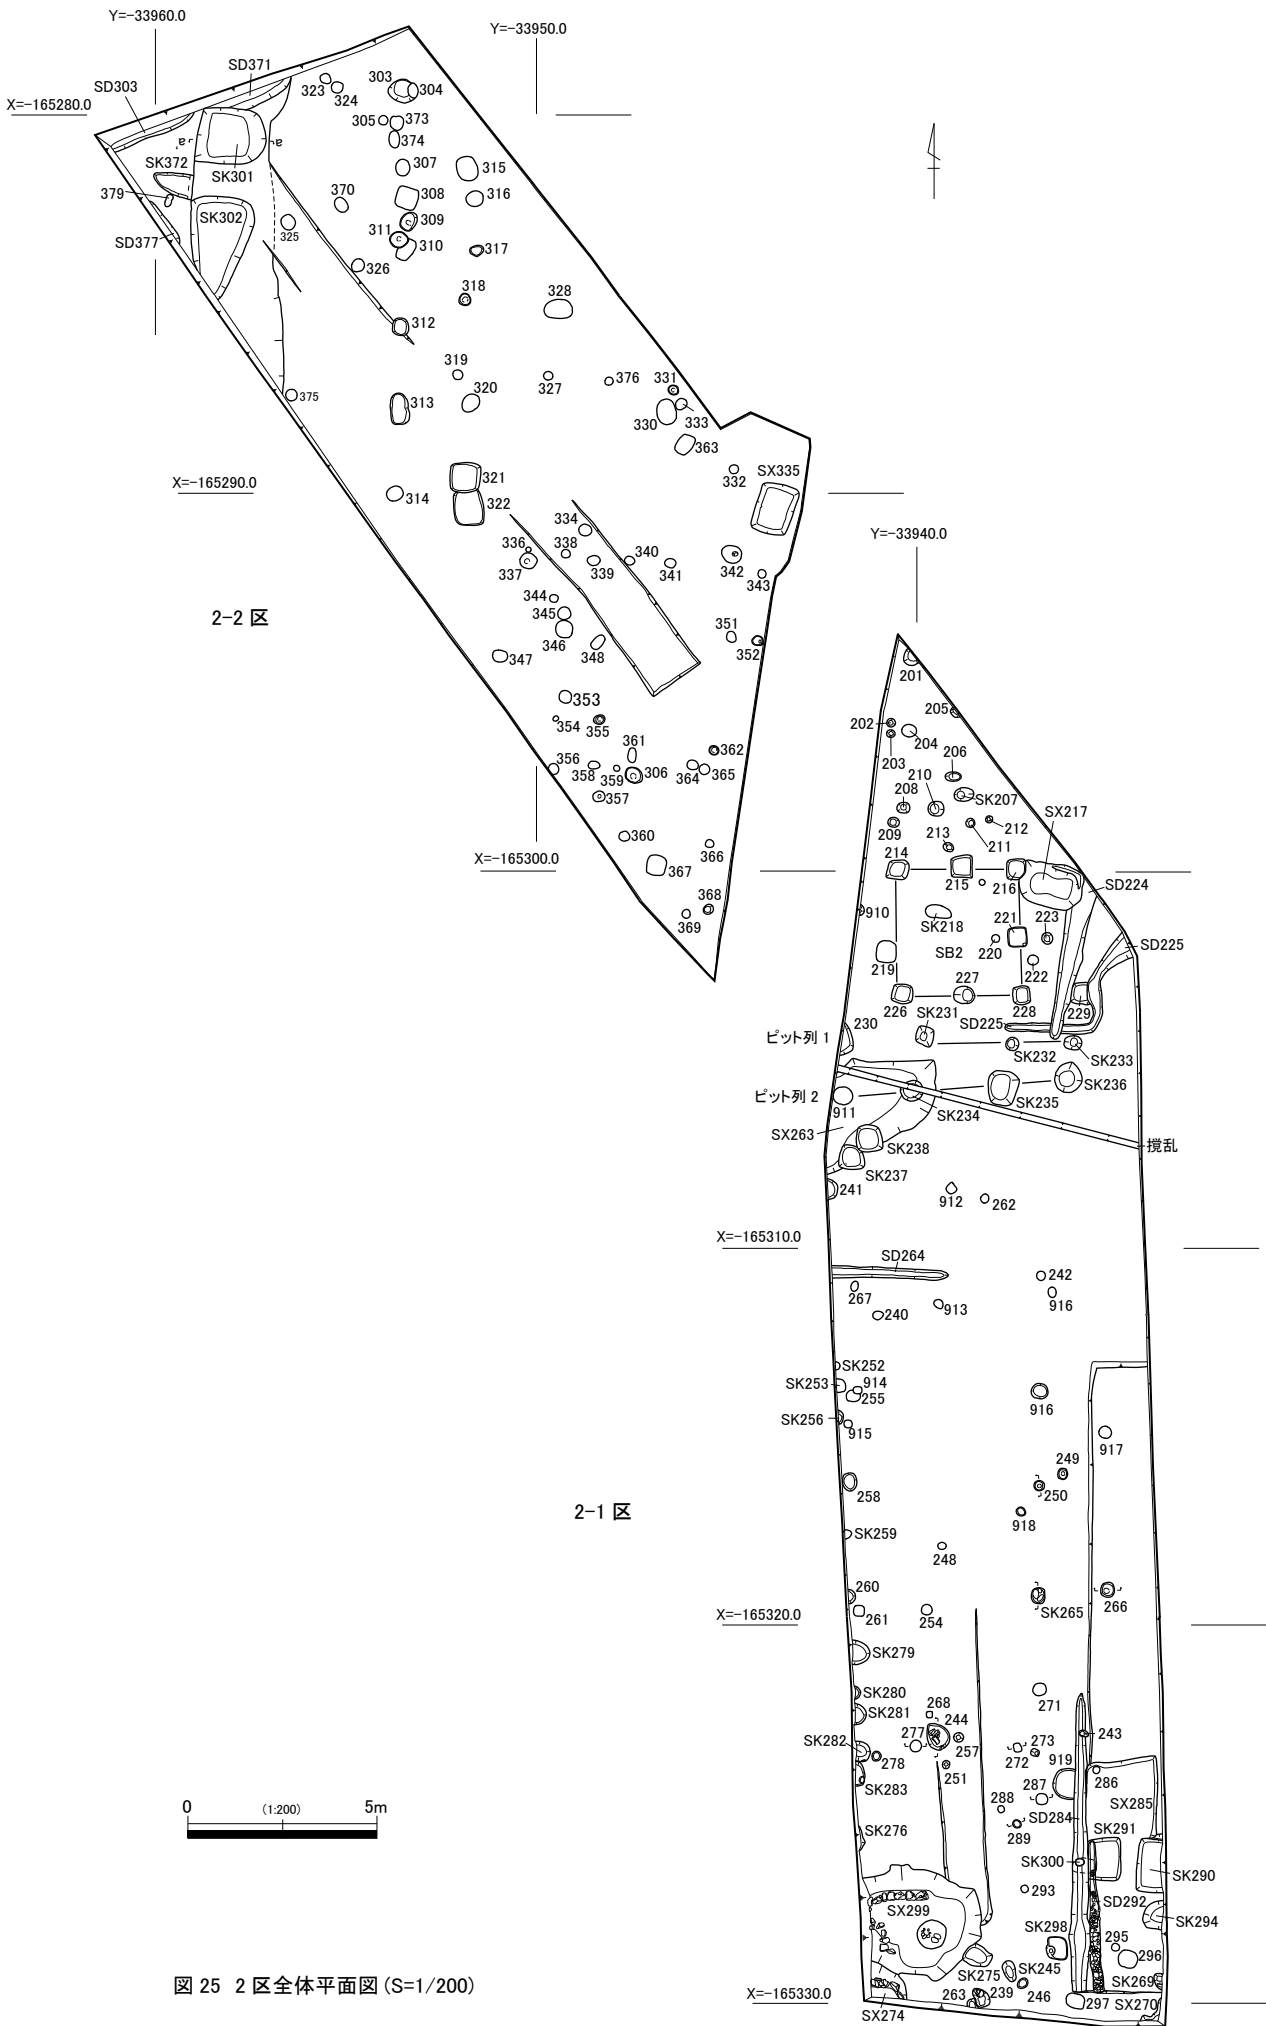 Y=-33960.0
Y=-33950.0
SD371
SD303
303
304
323
324
X=-165280.0
305
373
374
a
a'
SK372
SK301
307
315
379
370
308
316
SK302
309
325
311
310
SD377
317
326
318
328
312
319
327
376
331
375
313
320
330
333
363
332
SX335
X=-165290.0
321
314
322
334
Y=-33940.0
336
338
340
337
339
341
342
343
344
2-2 区
345
346
351
347
348
352
201
353
205
354
355
202
204
203
361
362
206
356
358
359
306
364
365
210
208
SK207
357
SX217
209
212
360
213
211
366
214
X=-165300.0
367
215
216
SD224
368
910
SK218
221
223
369
SD225
220
219
SB2
222
227
226
228
229
230
SK231
SD225
ピット列 1
SK232
SK233
SK236
ピット列 2
911
SK235
SK234
SX263
SK238
撹乱
SK237
241
912
262
X=-165310.0
SD264
242
267
916
240
913
SK252
SK253
914
255
916
SK256
915
917
249
258
250
2-1 区
918
SK259
248
260
SK265
266
X=-165320.0
261
254
SK279
SK280
271
SK281
268
244
243
SK282
277
273
278
257
272
919
251
286
SK283
287
SX285
0
(1:200)
5m
288
SD284
289
SK291
SK276
SK300
SK290
293
SD292
SX299
SK298
SK294
295
296
SK275
SK245
SK269
図 25 2 区全体平面図 (S=1/200)
X=-165330.0
263
239
246
297
SX270
SX274